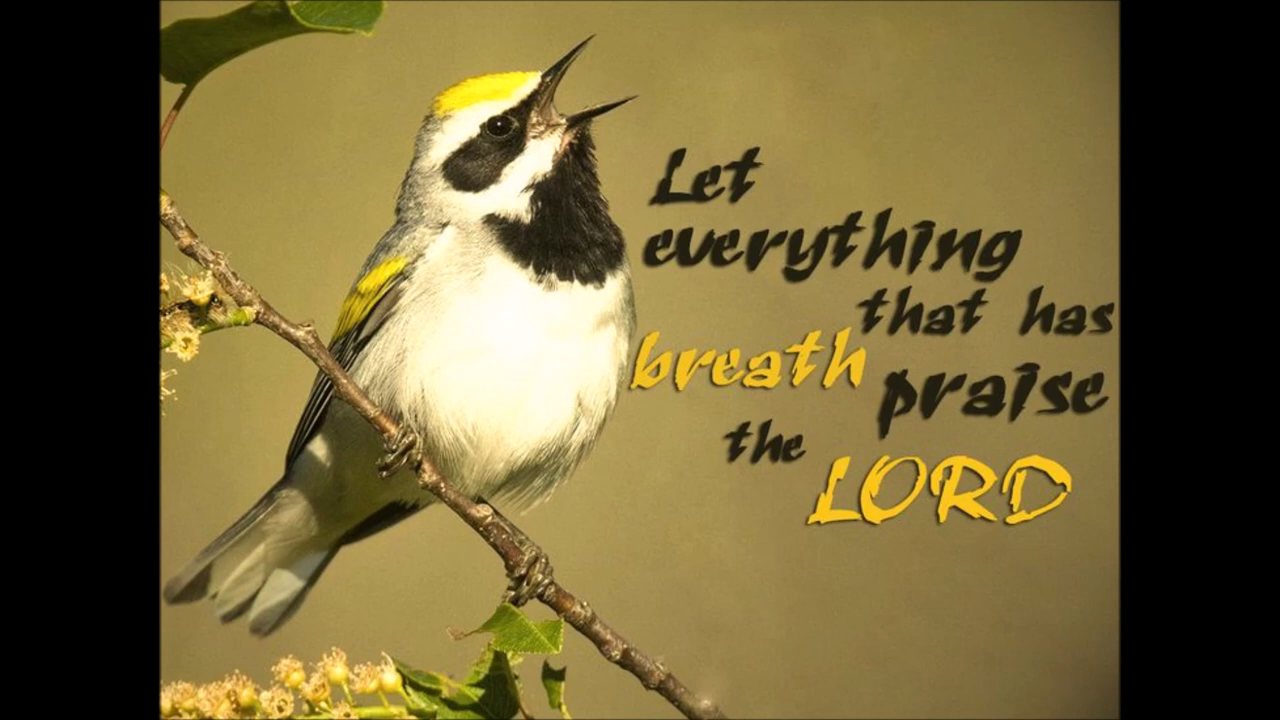 Let
everything
that has
breath praise
the LORD